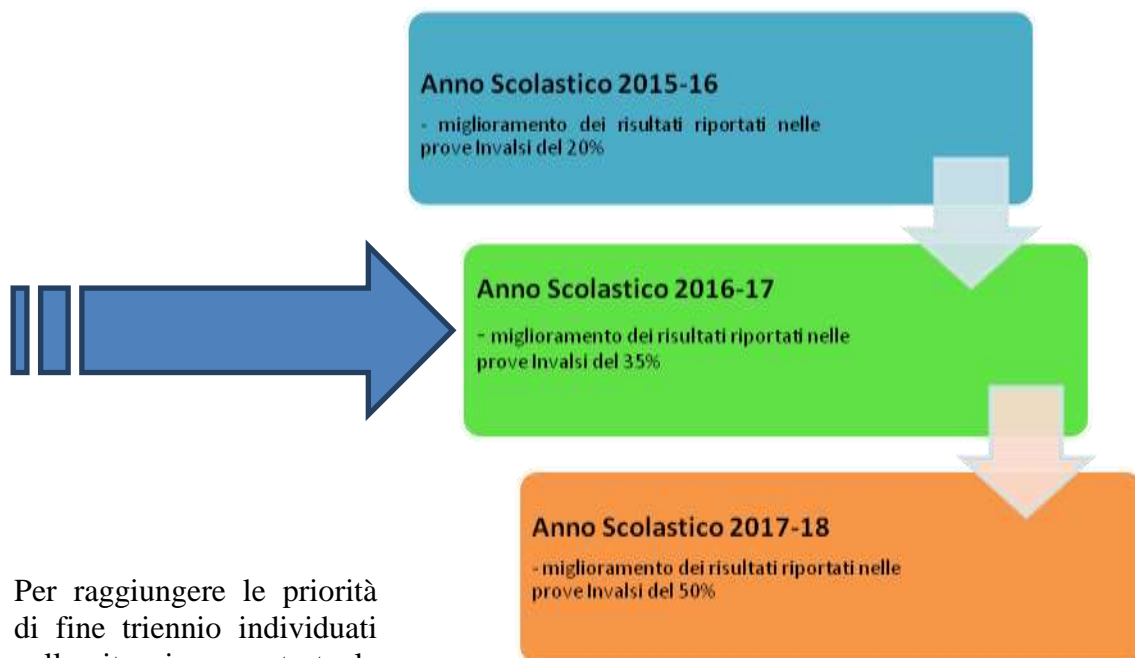 Anno Scolastico 2015-16
- miglioramento dei risultati riportati nelle
prove Invalsi del 20%
Anno Scolastico 2016-17
- miglioramento dei risultati riportati nelle
prove Invalsi del 35%
Anno Scolastico 2017-18
- miglioramento dei risultati riportati nelle
prove Invalsi del 50%
Per raggiungere le priorità
di fine triennio individuati